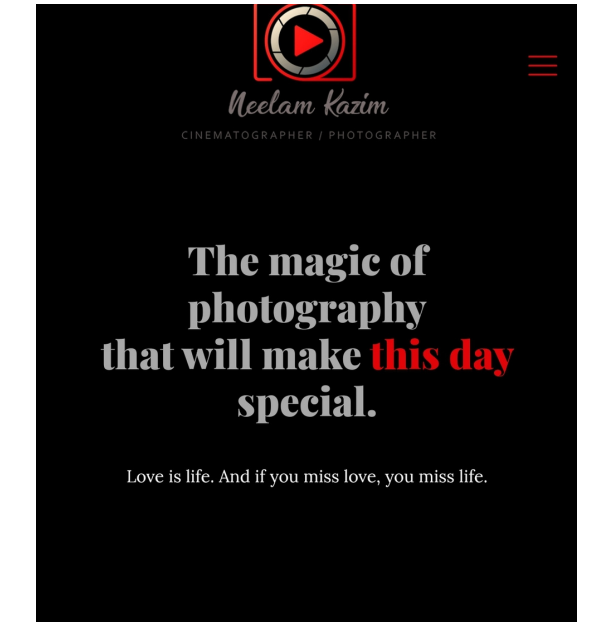 Neelam Kazim
CINEMATOGRAPHER / PHOTOGRAPHER
The magic of
photography
that will make this day
special.
Love is life. And if you miss love, you miss life.